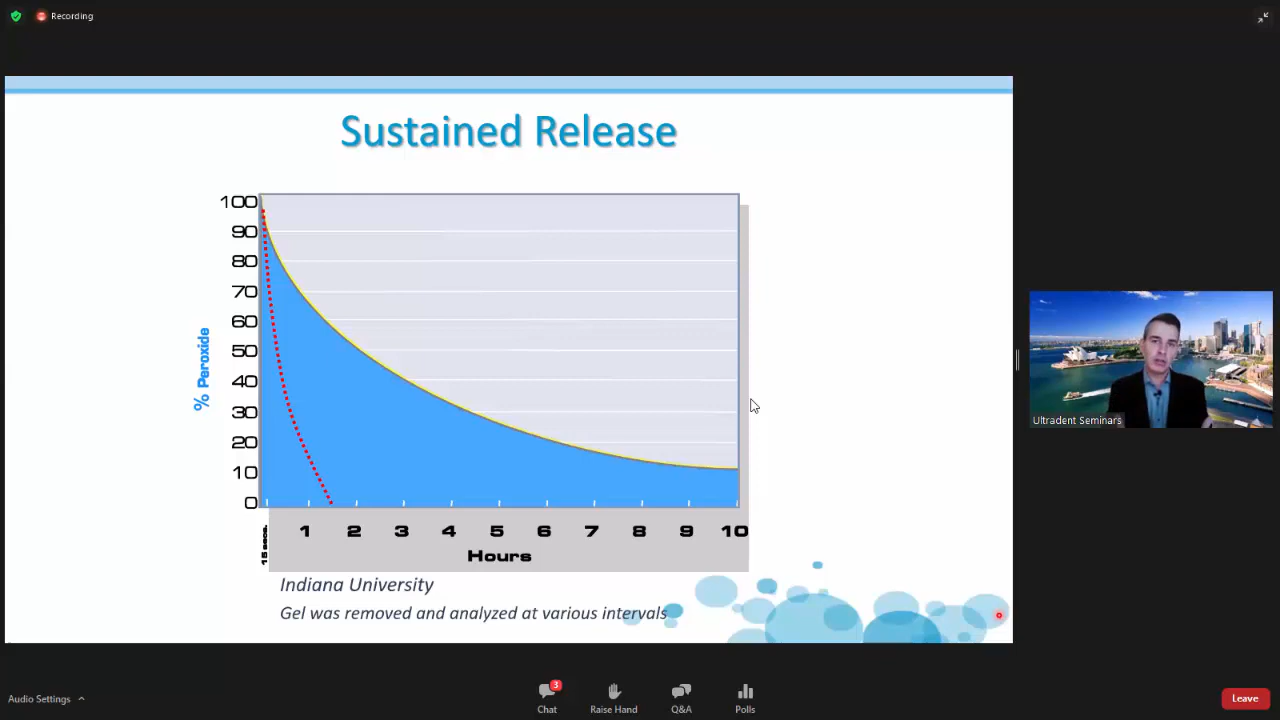 Recording
Sustained Release
100
90
80
70
60
50
40
30
20
10
0
% Peroxide
15 secs.
1 2 3 4 5 6 7 8 9 10
Hours
Indiana University
Gel was removed and analyzed at various intervals
Ultradent Seminars
Audio Settings
3
Chat
Raise Hand
Q&A
Polls
Leave